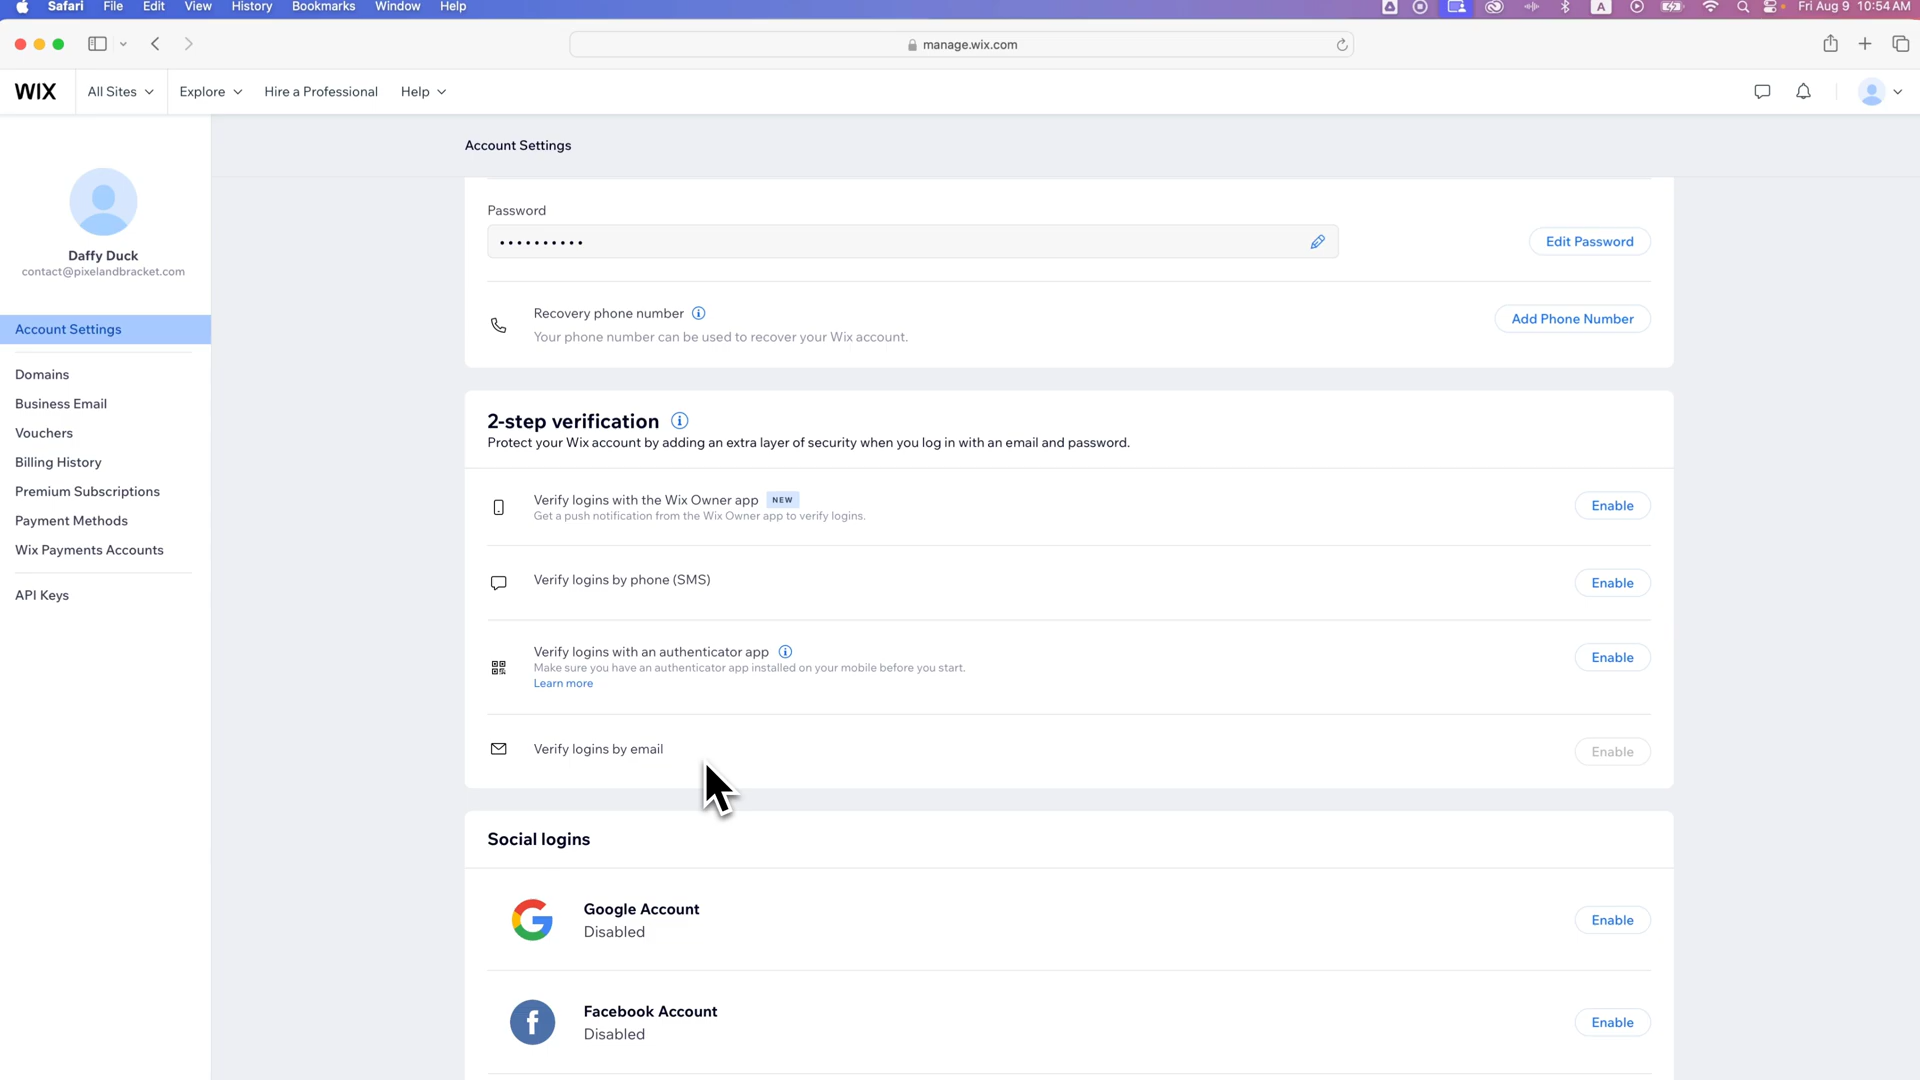 Safari File Edit View History Bookmarks Window Help A Fri Aug 9 10:54 AM
manage.wix.com
WIX All Sites Explore Hire a Professional Help
Account Settings
Daffy Duck
contact@pixelandbracket.com
Account Settings
Domains
Business Email
Vouchers
Billing History
Premium Subscriptions
Payment Methods
Wix Payments Accounts
API Keys
Password
•••••••••• Edit Password
Recovery phone number
Your phone number can be used to recover your Wix account.
Add Phone Number
2-step verification
Protect your Wix account by adding an extra layer of security when you log in with an email and password.
Verify logins with the Wix Owner app NEW
Get a push notification from the Wix Owner app to verify logins.
Enable
Verify logins by phone (SMS)
Enable
Verify logins with an authenticator app
Make sure you have an authenticator app installed on your mobile before you start.
Learn more
Enable
Verify logins by email
Enable
Social logins
Google Account
Disabled
Enable
f
Facebook Account
Disabled
Enable